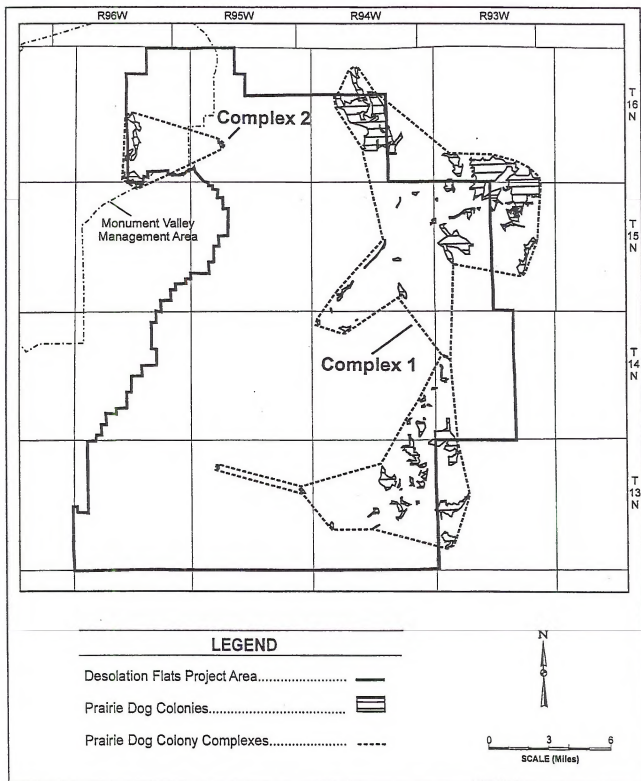 R96W R95W R94W R93W
T
16
N
Complex 2
Monument Valley
Management Area
T
15
N
Complex 1
T
14
N
T
13
N
LEGEND
Desolation Flats Project Area..............................
Prairie Dog Colonies..........................................
Prairie Dog Colony Complexes..........................
N
0 3 6
SCALE (Miles)